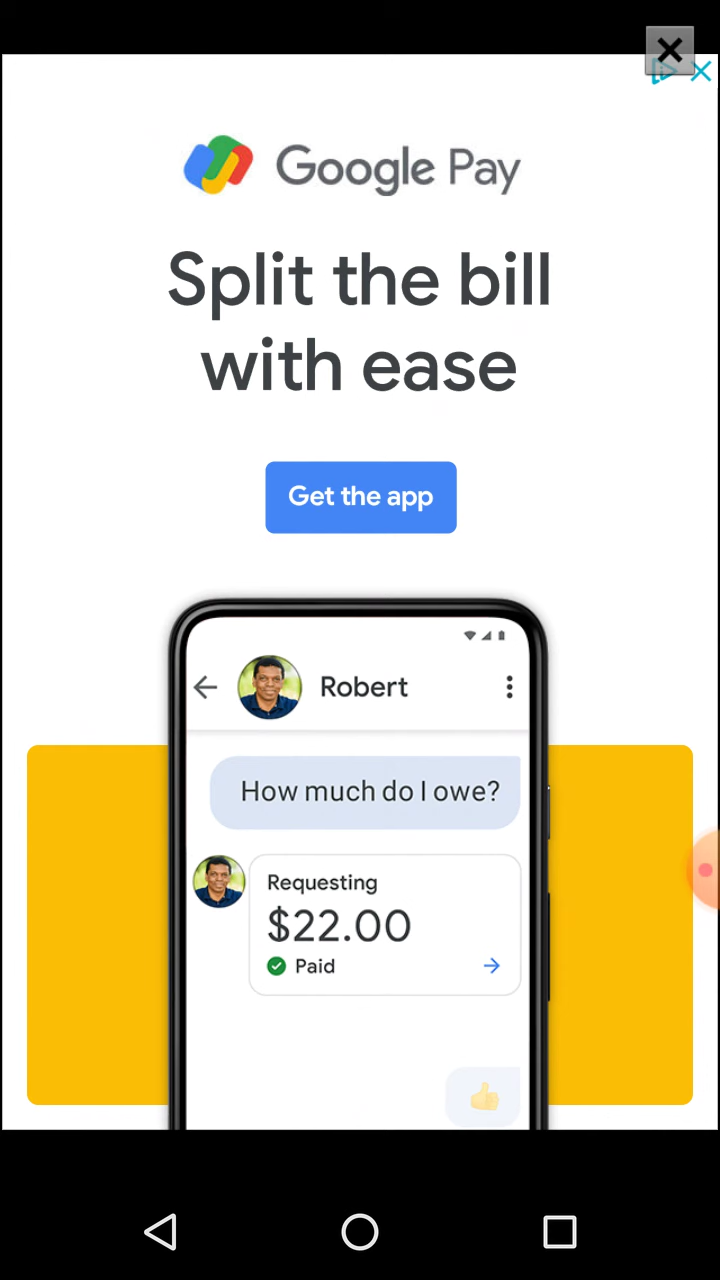 Google Pay
Split the bill
with ease
Get the app
Robert
How much do I owe?
Requesting
$22.00
Paid